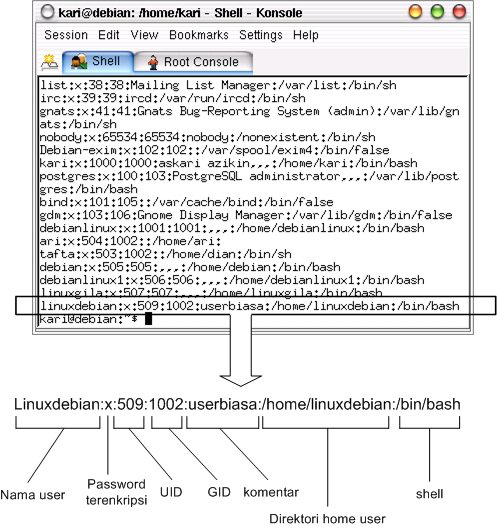 kari@debian: /home/kari - Shell - Konsole
Session Edit View Bookmarks Settings Help
Shell Root Console
list:x:38:38:Mailing List Manager:/var/list:/bin/sh
irc:x:39:39:ircd:/var/run/ircd:/bin/sh
gnats:x:41:41:Gnats Bug-Reporting System (admin):/var/lib/gn
ats:/bin/sh
nobody:x:65534:65534:nobody:/nonexistent:/bin/sh
Debian-exim:x:102:102::/var/spool/exim4:/bin/false
kari:x:1000:1000:askari azikin,,,:/home/kari:/bin/bash
postgres:x:100:103:PostgreSQL administrator,,,:/var/lib/post
gres:/bin/bash
bind:x:101:105::/var/cache/bind:/bin/false
gdm:x:103:106:Gnome Display Manager:/var/lib/gdm:/bin/false
debianlinux:x:1001:1001:,,,:/home/debianlinux:/bin/bash
ari:x:504:1002::/home/ari:
tafta:x:503:1002::/home/dian:/bin/sh
debian:x:505:505:,,,:/home/debian:/bin/bash
debianlinux1:x:506:506:,,,:/home/debianlinux1:/bin/bash
linuxgila:x:507:507:,,,:/home/linuxgila:/bin/bash
linuxdebian:x:509:1002:userbiasa:/home/linuxdebian:/bin/bash
kari@debian:~$
Linuxdebian:x:509:1002:userbiasa:/home/linuxdebian:/bin/bash
Nama user
Password
terenkripsi
UID
GID
komentar
Direktori home user
shell